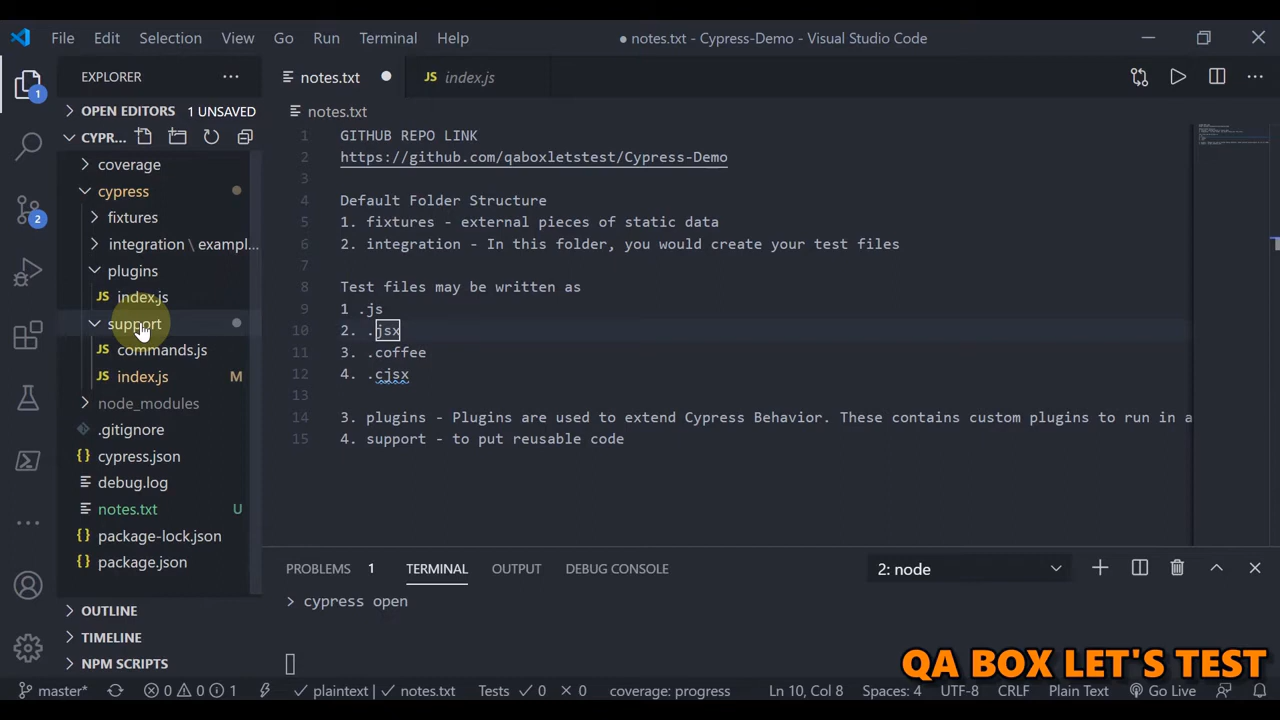 File Edit Selection View Go Run Terminal Help
● notes.txt - Cypress-Demo - Visual Studio Code
EXPLORER
OPEN EDITORS 1 UNSAVED
CYPR...
coverage
cypress
fixtures
integration \ exampl...
plugins
JS index.js
support
JS commands.js
JS index.js M
node_modules
.gitignore
{} cypress.json
debug.log
notes.txt U
{} package-lock.json
{} package.json
OUTLINE
TIMELINE
NPM SCRIPTS
1
2
notes.txt
JS index.js
notes.txt
1 GITHUB REPO LINK
2 https://github.com/qaboxletstest/Cypress-Demo
3
4 Default Folder Structure
5 1. fixtures - external pieces of static data
6 2. integration - In this folder, you would create your test files
7
8 Test files may be written as
9 1 .js
10 2. .jsx
11 3. .coffee
12 4. .cjsx
13
14 3. plugins - Plugins are used to extend Cypress Behavior. These contains custom plugins to run in a
15 4. support - to put reusable code
PROBLEMS 1 TERMINAL OUTPUT DEBUG CONSOLE 2: node
> cypress open
QA BOX LET'S TEST
master* 0 0 1 plaintext | notes.txt Tests ✓ 0 × 0 coverage: progress Ln 10, Col 8 Spaces: 4 UTF-8 CRLF Plain Text Go Live